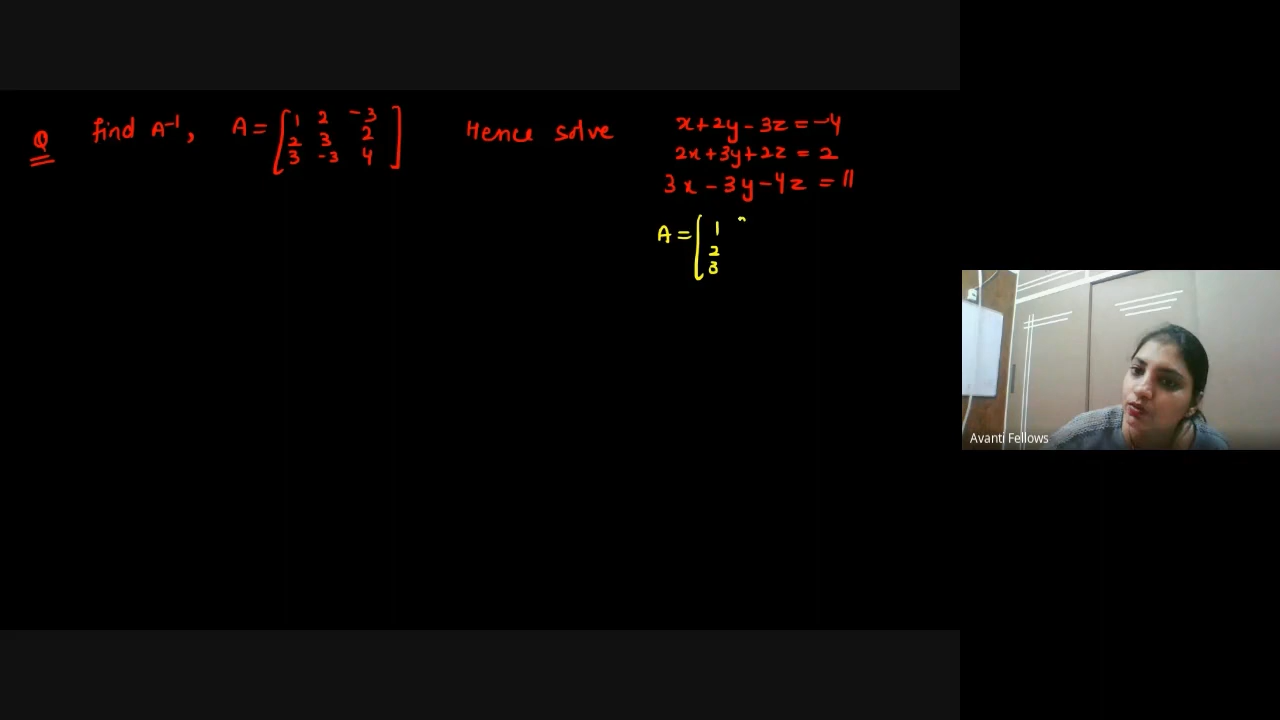 Q find A⁻¹, A = [1 2 -3
2 3 2
3 -3 4] Hence solve
x+2y-3z=-4
2x+3y+2z=2
3x-3y-4z=11
A = [1
2
3
Avanti Fellows